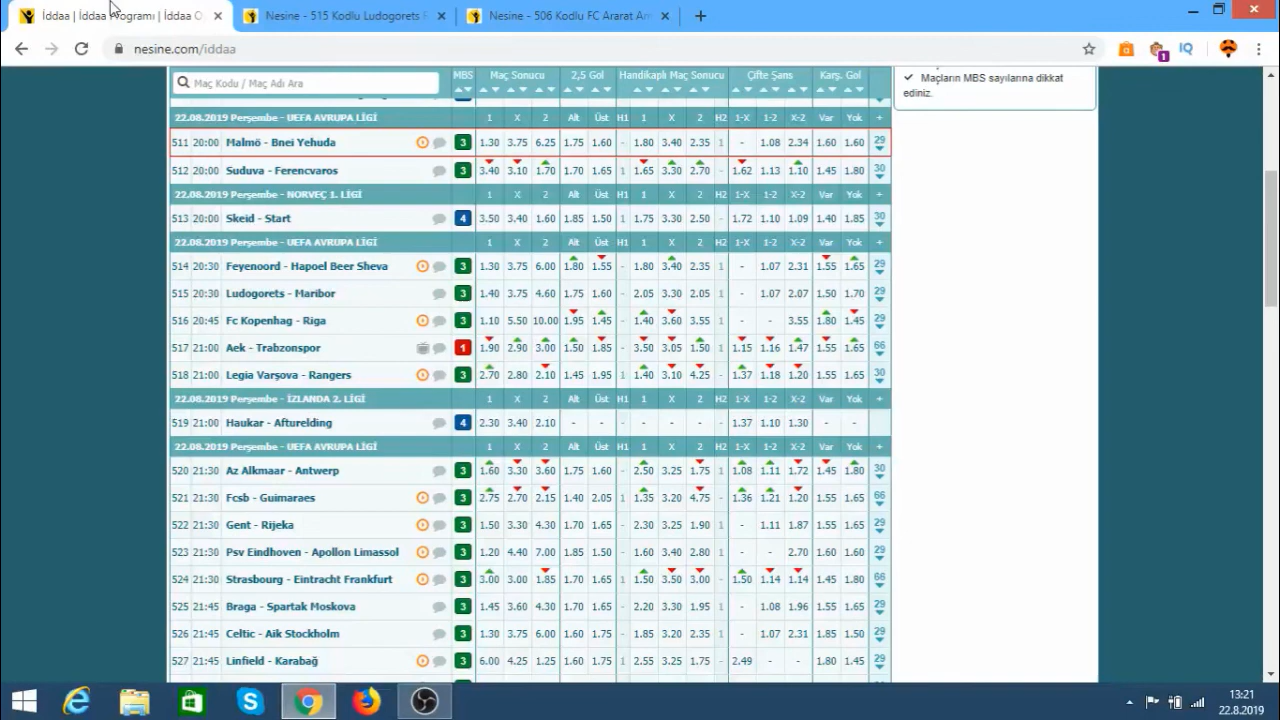 İddaa | İddaa Programı | İddaa O
Nesine - 515 Kodlu Ludogorets F
Nesine - 506 Kodlu FC Ararat Arm
nesine.com/iddaa
Maç Kodu / Maç Adı Ara
MBS Maç Sonucu 2,5 Gol Handikaplı Maç Sonucu Çifte Şans Karş. Gol
Maçların MBS sayılarına dikkat
ediniz.
22.08.2019 Perşembe - UEFA AVRUPA LİGİ 1 X 2 Alt Üst H1 1 X 2 H2 1-X 1-2 X-2 Var Yok +
511 20:00 Malmö - Bnei Yehuda 3 1.30 3.75 6.25 1.75 1.60 - 1.80 3.40 2.35 1 - 1.08 2.34 1.60 1.60 29
512 20:00 Suduva - Ferencvaros 3 3.40 3.10 1.70 1.70 1.65 1 1.65 3.30 2.70 - 1.62 1.13 1.10 1.45 1.80 30
22.08.2019 Perşembe - NORVEÇ 1. LİGİ 1 X 2 Alt Üst H1 1 X 2 H2 1-X 1-2 X-2 Var Yok +
513 20:00 Skeid - Start 4 3.50 3.40 1.60 1.85 1.50 1 1.75 3.30 2.50 - 1.72 1.10 1.09 1.40 1.85 30
22.08.2019 Perşembe - UEFA AVRUPA LİGİ 1 X 2 Alt Üst H1 1 X 2 H2 1-X 1-2 X-2 Var Yok +
514 20:30 Feyenoord - Hapoel Beer Sheva 3 1.30 3.75 6.00 1.80 1.55 - 1.80 3.40 2.35 1 - 1.07 2.31 1.55 1.65 29
515 20:30 Ludogorets - Maribor 3 1.40 3.75 4.60 1.75 1.60 - 2.05 3.30 2.05 1 - 1.07 2.07 1.50 1.70 29
516 20:45 Fc Kopenhag - Riga 3 1.10 5.50 10.00 1.95 1.45 - 1.40 3.60 3.55 1 - - 3.55 1.80 1.45 29
517 21:00 Aek - Trabzonspor 1 1.90 2.90 3.00 1.50 1.85 - 3.50 3.05 1.50 1 1.15 1.16 1.47 1.55 1.65 66
518 21:00 Legia Varşova - Rangers 3 2.70 2.80 2.10 1.45 1.95 1 1.40 3.10 4.25 - 1.37 1.18 1.20 1.55 1.65 30
22.08.2019 Perşembe - İZLANDA 2. LİGİ 1 X 2 Alt Üst H1 1 X 2 H2 1-X 1-2 X-2 Var Yok +
519 21:00 Haukar - Afturelding 4 2.30 3.40 2.10 - - - - - - - 1.37 1.10 1.30 - -
22.08.2019 Perşembe - UEFA AVRUPA LİGİ 1 X 2 Alt Üst H1 1 X 2 H2 1-X 1-2 X-2 Var Yok +
520 21:30 Az Alkmaar - Antwerp 3 1.60 3.30 3.60 1.75 1.60 - 2.50 3.25 1.75 1 1.08 1.11 1.72 1.45 1.80 30
521 21:30 Fcsb - Guimaraes 3 2.75 2.70 2.15 1.40 2.05 1 1.35 3.20 4.75 - 1.36 1.21 1.20 1.55 1.65 66
522 21:30 Gent - Rijeka 3 1.50 3.30 4.30 1.70 1.65 - 2.30 3.25 1.90 1 - 1.11 1.87 1.55 1.65 29
523 21:30 Psv Eindhoven - Apollon Limassol 3 1.20 4.40 7.00 1.85 1.50 - 1.60 3.40 2.80 1 - - 2.70 1.60 1.60 29
524 21:30 Strasbourg - Eintracht Frankfurt 3 3.00 3.00 1.85 1.70 1.65 1 1.50 3.50 3.00 - 1.50 1.14 1.14 1.45 1.80 66
525 21:45 Braga - Spartak Moskova 3 1.45 3.60 4.30 1.70 1.65 - 2.20 3.30 1.95 1 - 1.08 1.96 1.55 1.65 29
526 21:45 Celtic - Aik Stockholm 3 1.30 3.75 6.00 1.60 1.75 - 1.85 3.20 2.35 1 - 1.07 2.31 1.85 1.50 29
527 21:45 Linfield - Karabağ 3 6.00 4.25 1.25 1.60 1.75 1 2.55 3.25 1.75 - 2.49 - - 1.80 1.45 29
13:21
22.8.2019